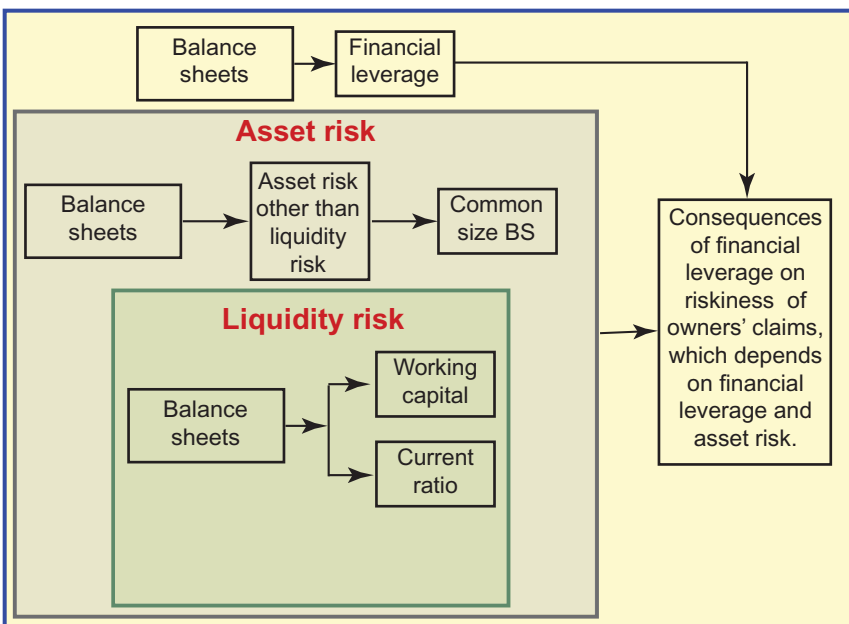 Balance
sheets
Financial
leverage
Asset risk
Balance
sheets
Asset risk
other than
liquidity
risk
Common
size BS
Liquidity risk
Balance
sheets
Working
capital
Current
ratio
Consequences
of financial
leverage on
riskiness of
owners’ claims,
which depends
on financial
leverage and
asset risk.